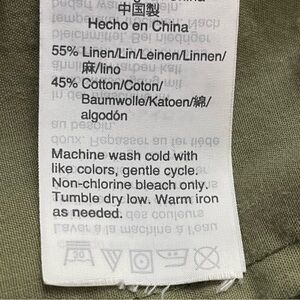 中国製
Hecho en China
55% Linen/Lin/Leinen/Linnen/
麻/lino
45% Cotton/Coton/
Baumwolle/Katoen/綿/
algodón
Machine wash cold with
like colors, gentle cycle.
Non-chlorine bleach only.
Tumble dry low. Warm iron
as needed.
30